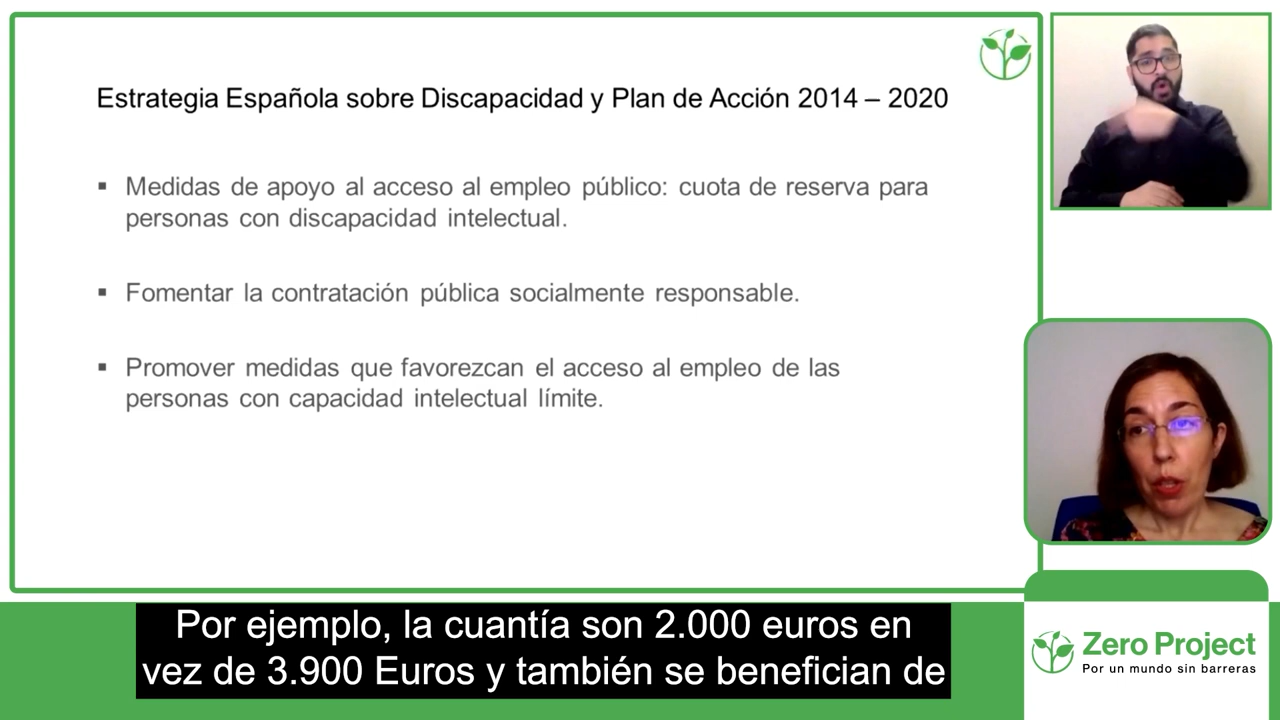 Estrategia Española sobre Discapacidad y Plan de Acción 2014 – 2020
▪ Medidas de apoyo al acceso al empleo público: cuota de reserva para
personas con discapacidad intelectual.
▪ Fomentar la contratación pública socialmente responsable.
▪ Promover medidas que favorezcan el acceso al empleo de las
personas con capacidad intelectual límite.
Por ejemplo, la cuantía son 2.000 euros en
vez de 3.900 Euros y también se benefician de
Zero Project
Por un mundo sin barreras